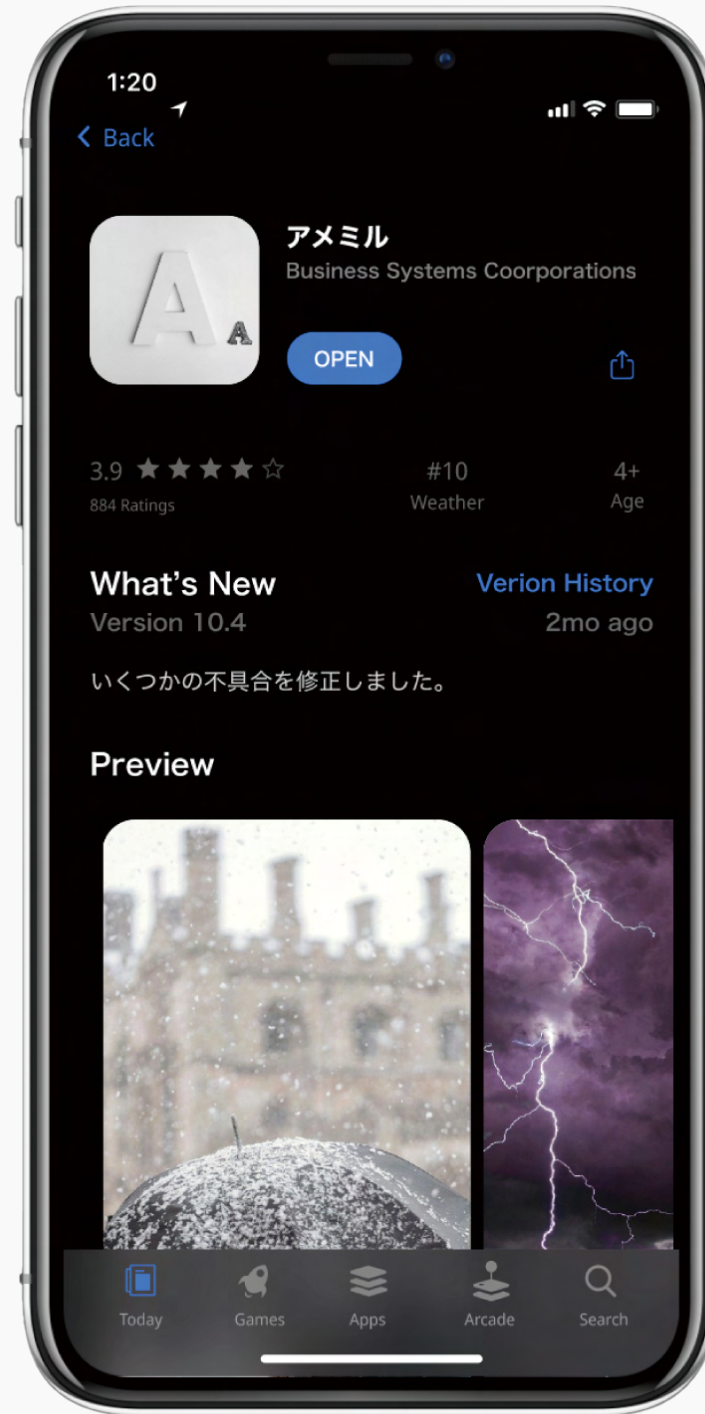 1:20
Back
A
A
アメミル
Business Systems Coorporations
OPEN
3.9
#10
4+
884 Ratings
Weather
Age
What's New
Verion History
Version 10.4
2mo ago
いくつかの不具合を修正しました。
Preview
Today
Games
Apps
Arcade
Search